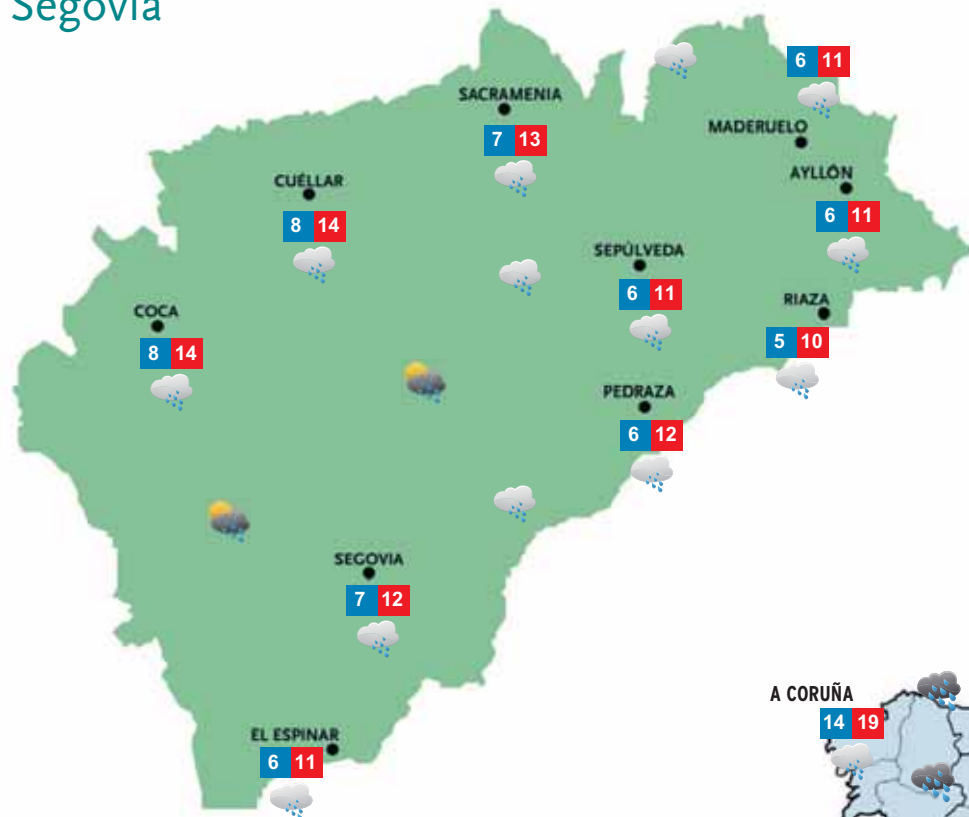 Segovia
6 11
SACRAMENIA
7 13
MADERUELO
AYLLÓN
6 11
CUÉLLAR
8 14
SEPÚLVEDA
6 11
RIAZA
5 10
COCA
8 14
PEDRAZA
6 12
SEGOVIA
7 12
A CORUÑA
14 19
EL ESPINAR
6 11